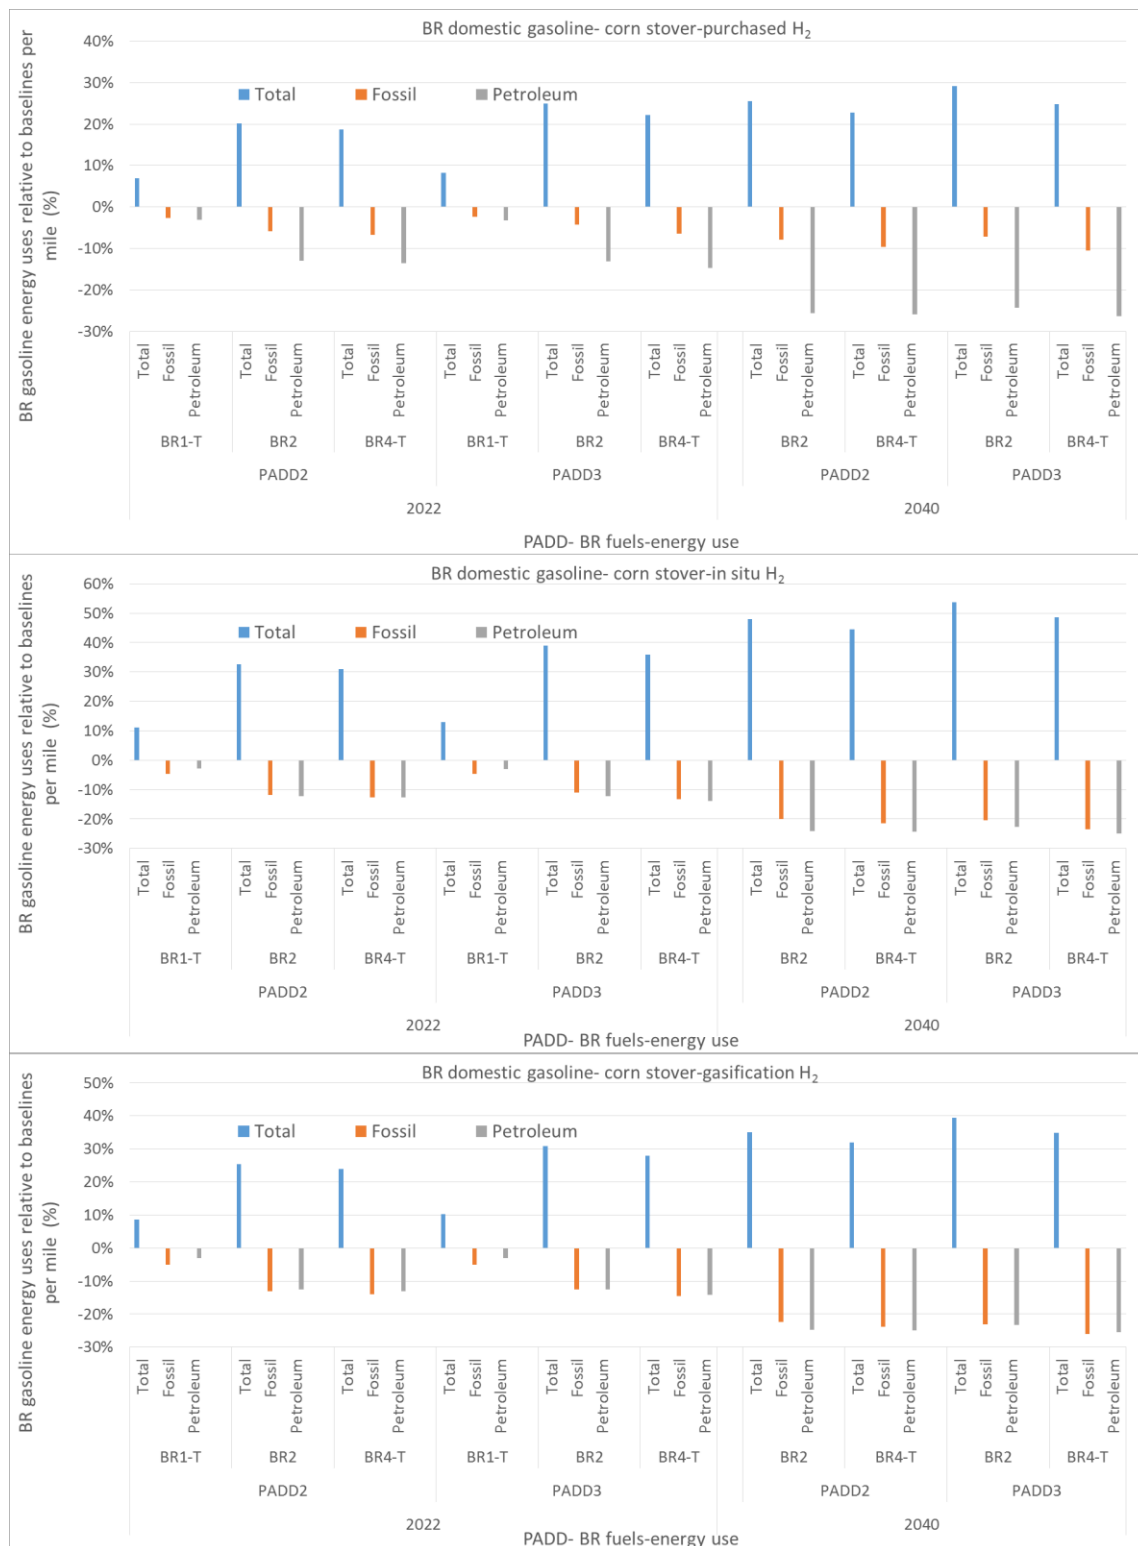 BR domestic gasoline- corn stover-purchased H2
BR gasoline energy uses relative to baselines per
mile (%)
40%
30%
20%
10%
0%
-10%
-20%
-30%
Total Fossil Petroleum
Total Fossil Petroleum Total Fossil Petroleum Total Fossil Petroleum Total Fossil Petroleum Total Fossil Petroleum Total Fossil Petroleum Total Fossil Petroleum Total Fossil Petroleum Total Fossil Petroleum Total Fossil Petroleum
BR1-T BR2 BR4-T BR1-T BR2 BR4-T BR2 BR4-T BR2 BR4-T
PADD2 PADD3 PADD2 PADD3
2022 2040
PADD- BR fuels-energy use
BR domestic gasoline- corn stover-in situ H2
BR gasoline energy uses relative to baselines
per mile (%)
60%
50%
40%
30%
20%
10%
0%
-10%
-20%
-30%
Total Fossil Petroleum
Total Fossil Petroleum Total Fossil Petroleum Total Fossil Petroleum Total Fossil Petroleum Total Fossil Petroleum Total Fossil Petroleum Total Fossil Petroleum Total Fossil Petroleum Total Fossil Petroleum Total Fossil Petroleum
BR1-T BR2 BR4-T BR1-T BR2 BR4-T BR2 BR4-T BR2 BR4-T
PADD2 PADD3 PADD2 PADD3
2022 2040
PADD- BR fuels-energy use
BR domestic gasoline- corn stover-gasification H2
BR gasoline energy uses relative to baselines
per mile (%)
50%
40%
30%
20%
10%
0%
-10%
-20%
-30%
Total Fossil Petroleum
Total Fossil Petroleum Total Fossil Petroleum Total Fossil Petroleum Total Fossil Petroleum Total Fossil Petroleum Total Fossil Petroleum Total Fossil Petroleum Total Fossil Petroleum Total Fossil Petroleum Total Fossil Petroleum
BR1-T BR2 BR4-T BR1-T BR2 BR4-T BR2 BR4-T BR2 BR4-T
PADD2 PADD3 PADD2 PADD3
2022 2040
PADD- BR fuels-energy use